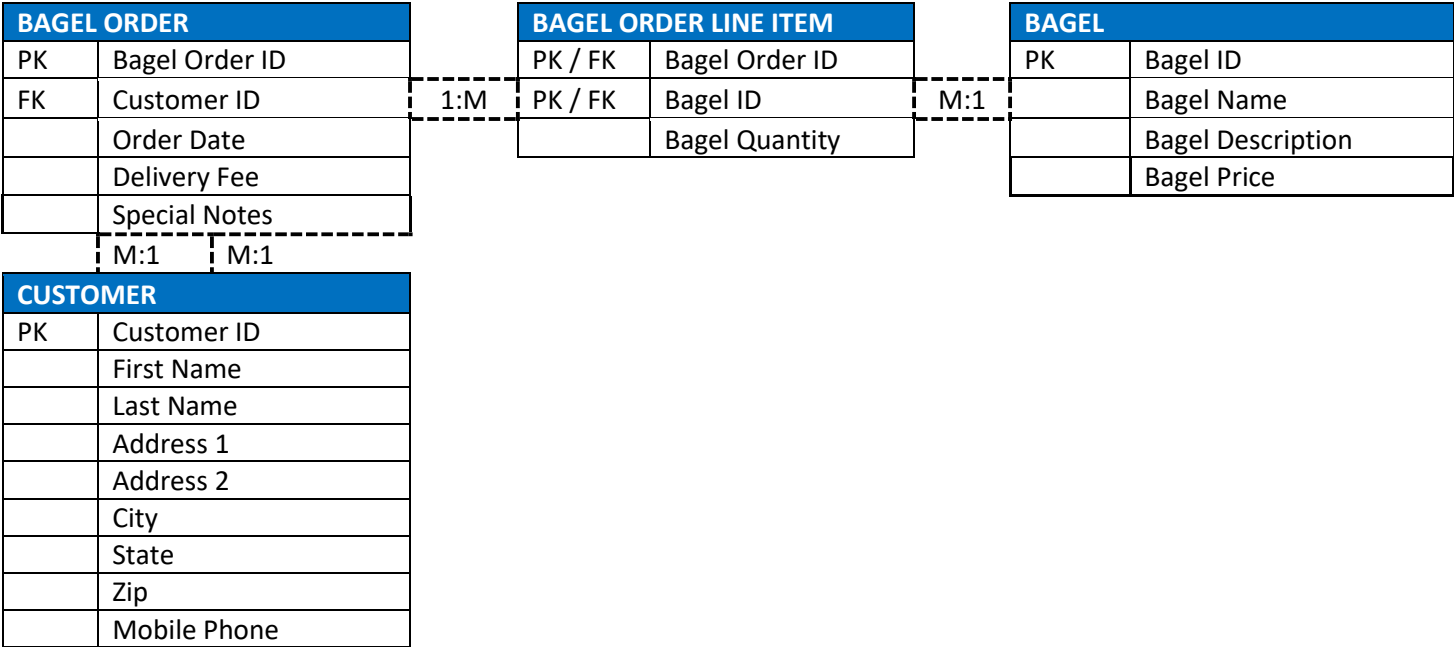 BAGEL ORDER BAGEL ORDER LINE ITEM BAGEL
PK Bagel Order ID PK / FK Bagel Order ID PK Bagel ID
FK Customer ID 1:M PK / FK Bagel ID M:1 Bagel Name
Order Date Bagel Quantity Bagel Description
Delivery Fee Bagel Price
Special Notes
M:1 M:1
CUSTOMER
PK Customer ID
First Name
Last Name
Address 1
Address 2
City
State
Zip
Mobile Phone